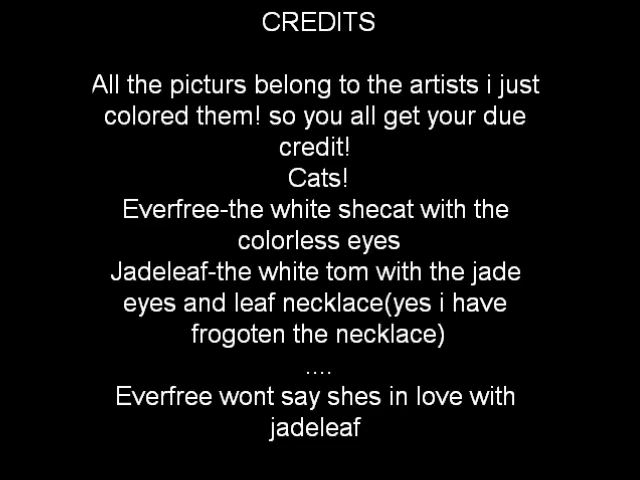 CREDITS
All the picturs belong to the artists i just
colored them! so you all get your due
credit!
Cats!
Everfree-the white shecat with the
colorless eyes
Jadeleaf-the white tom with the jade
eyes and leaf necklace(yes i have
frogoten the necklace)
....
Everfree wont say shes in love with
jadeleaf